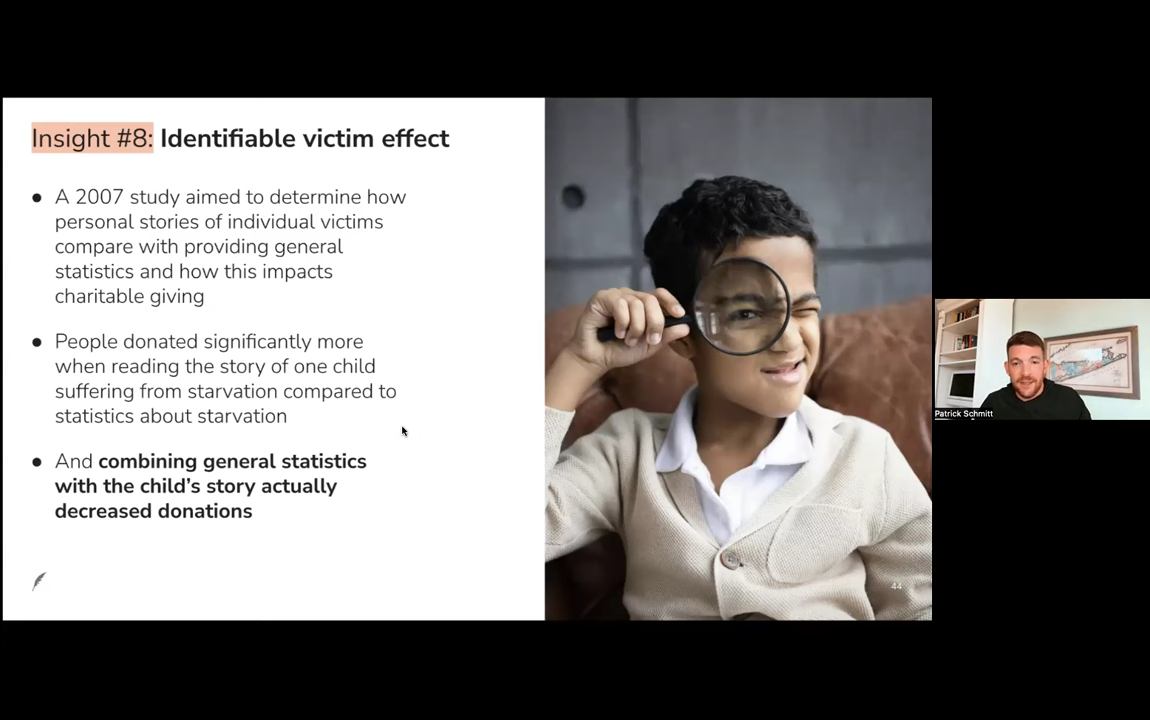 Insight #8: Identifiable victim effect
● A 2007 study aimed to determine how
personal stories of individual victims
compare with providing general
statistics and how this impacts
charitable giving
● People donated significantly more
when reading the story of one child
suffering from starvation compared to
statistics about starvation
● And combining general statistics
with the child's story actually
decreased donations
44
Patrick Schmitt